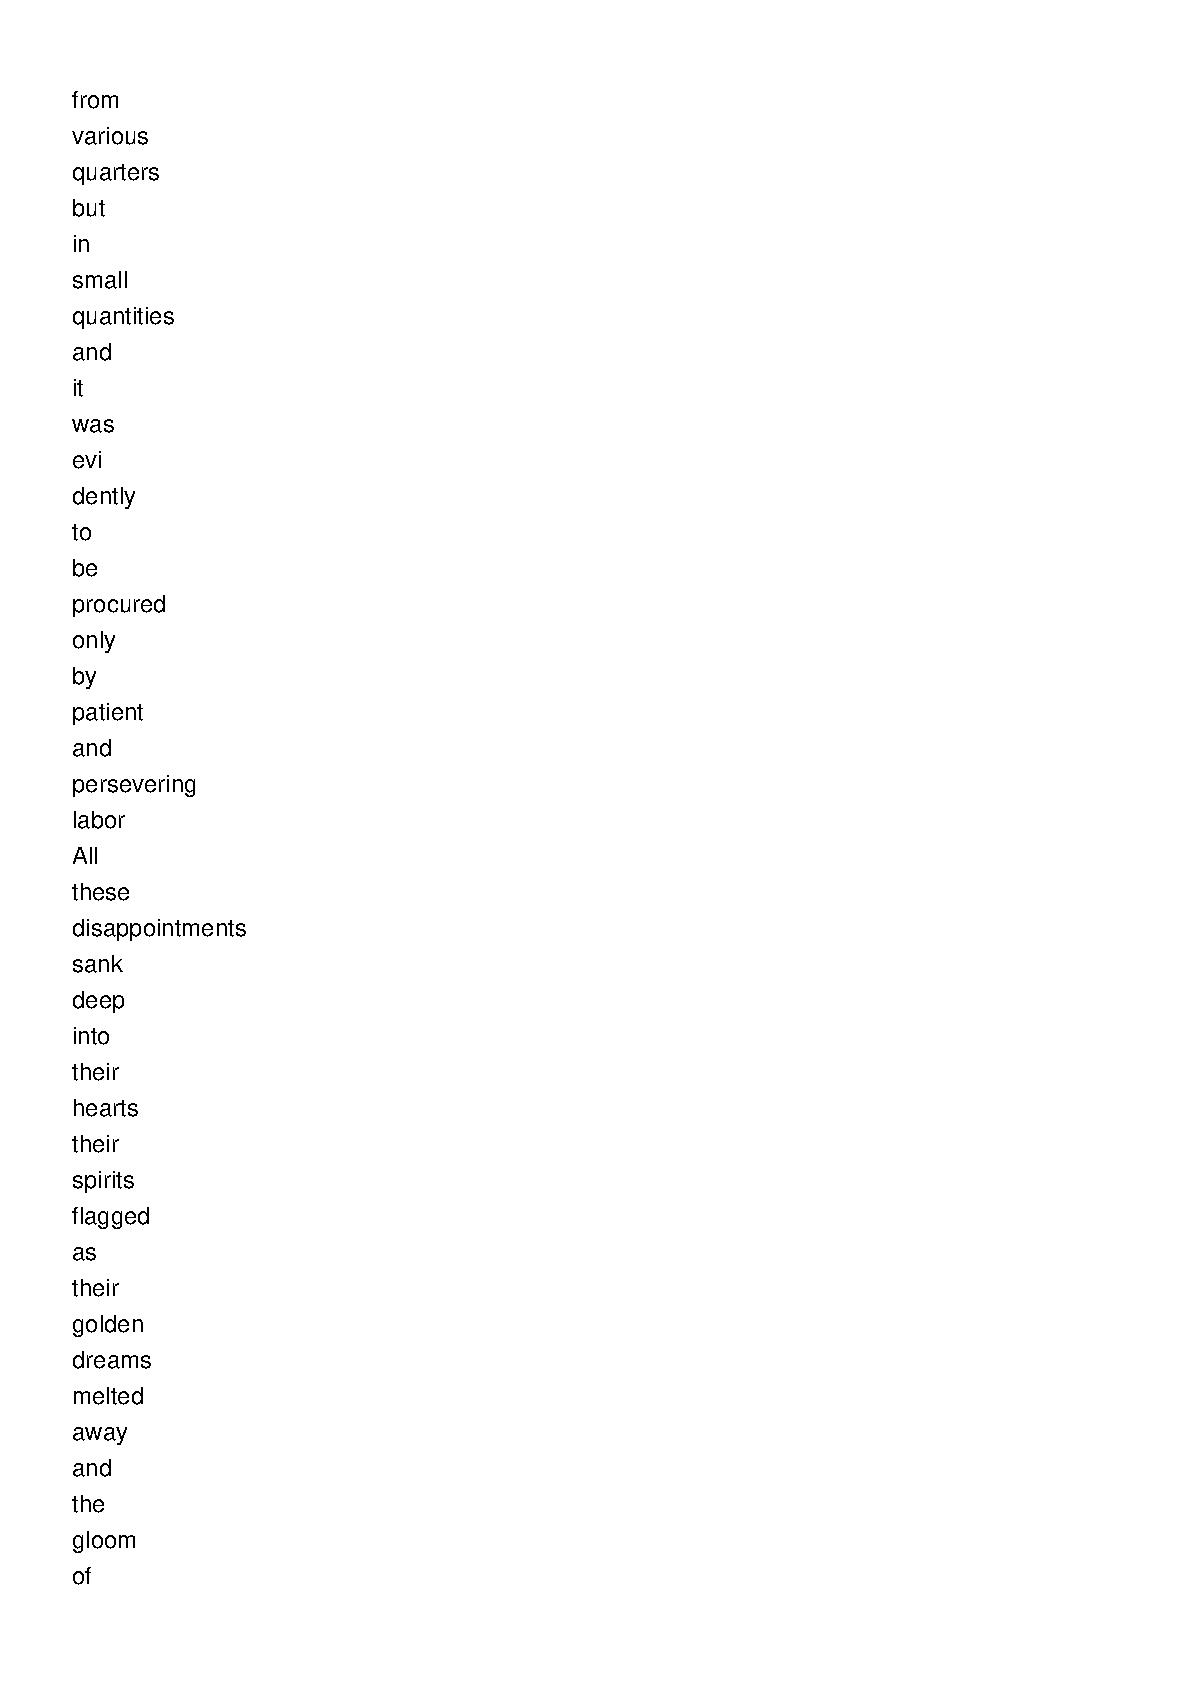 from
various
quarters
but
in
small
quantities
and
it
was
evi
dently
to
be
procured
only
by
patient
and
persevering
labor
All
these
disappointments
sank
deep
into
their
hearts
their
spirits
flagged
as
their
golden
dreams
melted
away
and
the
gloom
of